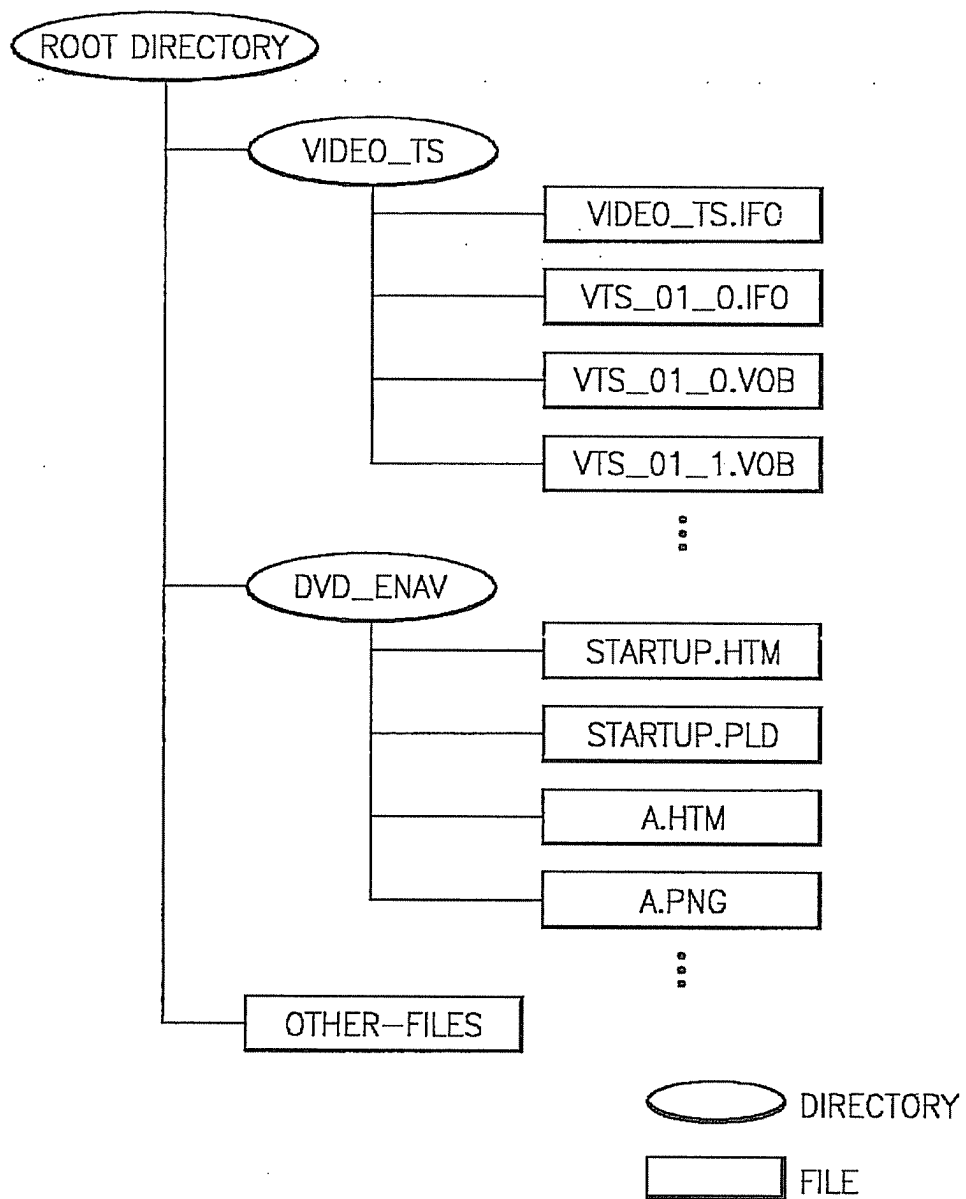 ROOT DIRECTORY
VIDEO_TS
VIDEO_TS.IFO
VTS_01_0.IFO
VTS_01_0.VOB
VTS_01_1.VOB
DVD_ENAV
STARTUP.HTM
STARTUP.PLD
A.HTM
A.PNG
OTHER-FILES
DIRECTORY
FILE